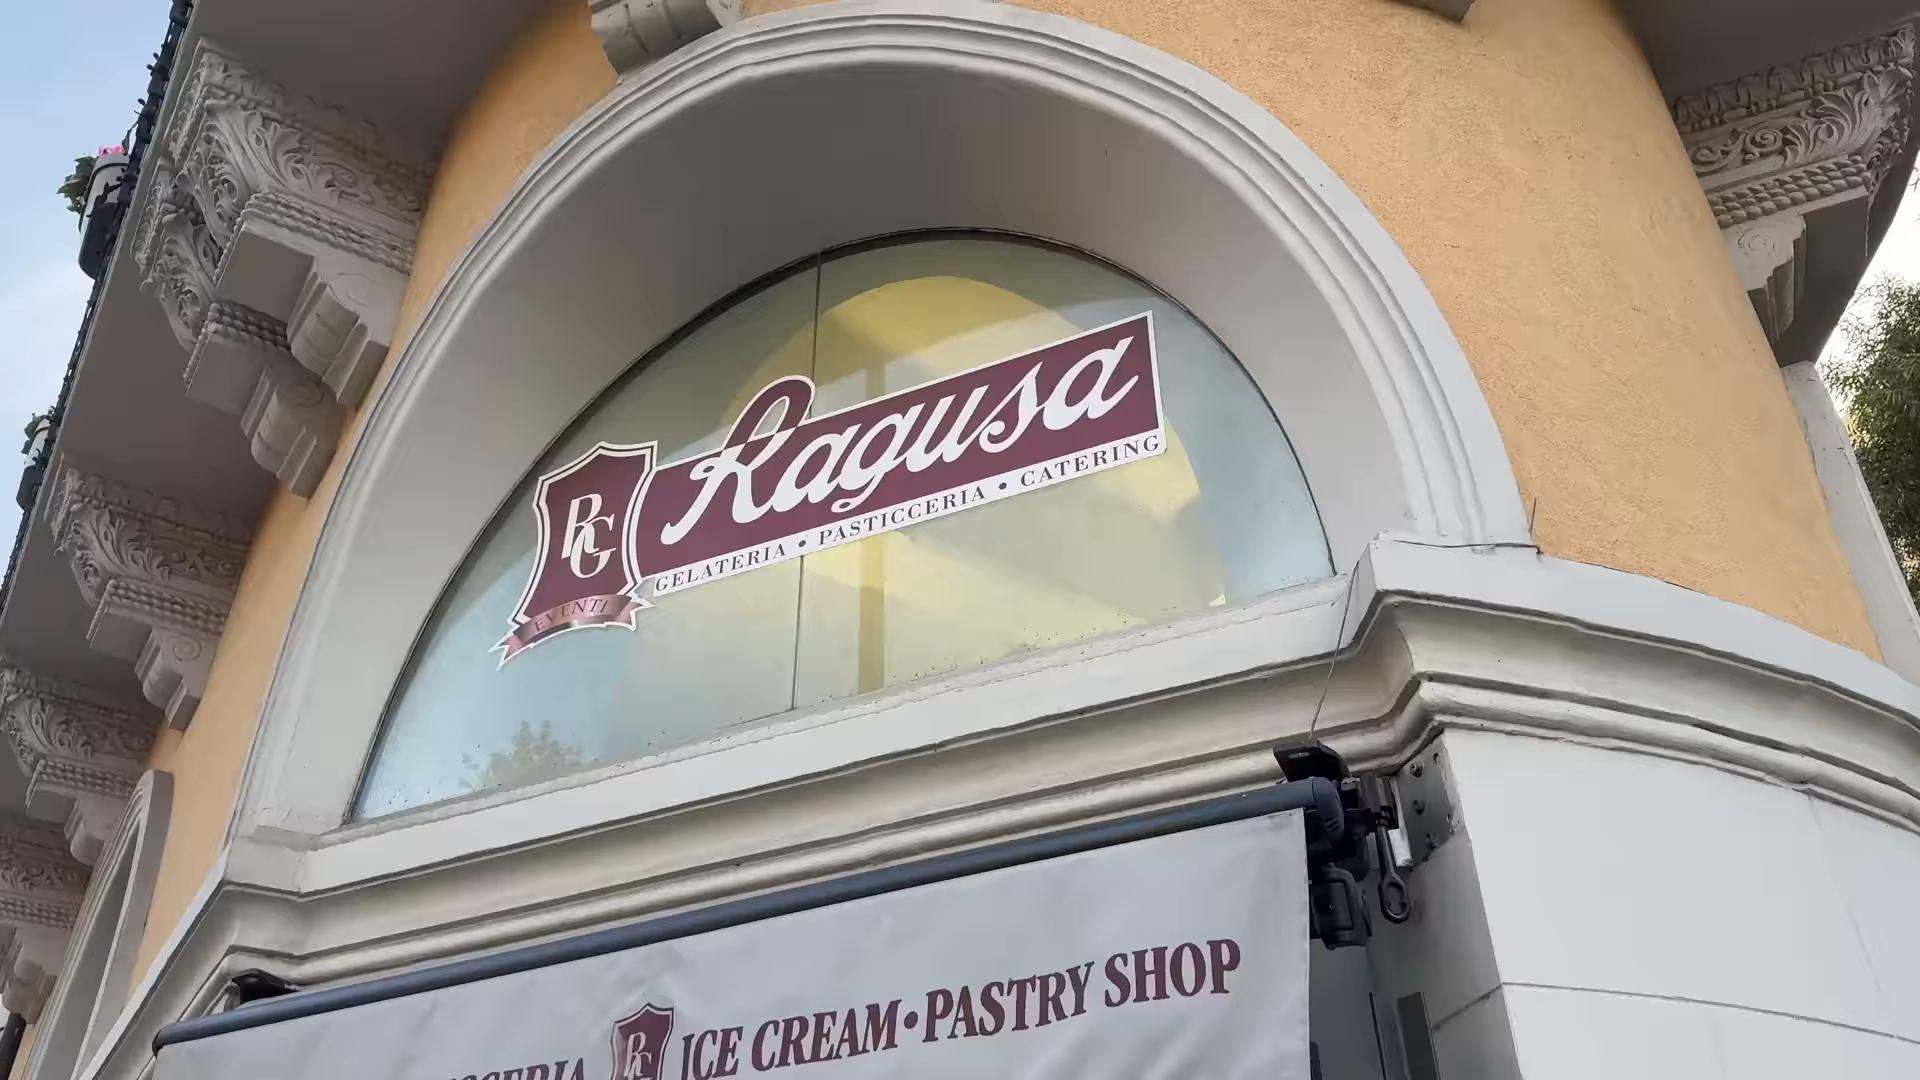 Ragusa
RG
EVENTI
GELATERIA • PASTICCERIA • CATERING
RG
ICE CREAM • PASTRY SHOP